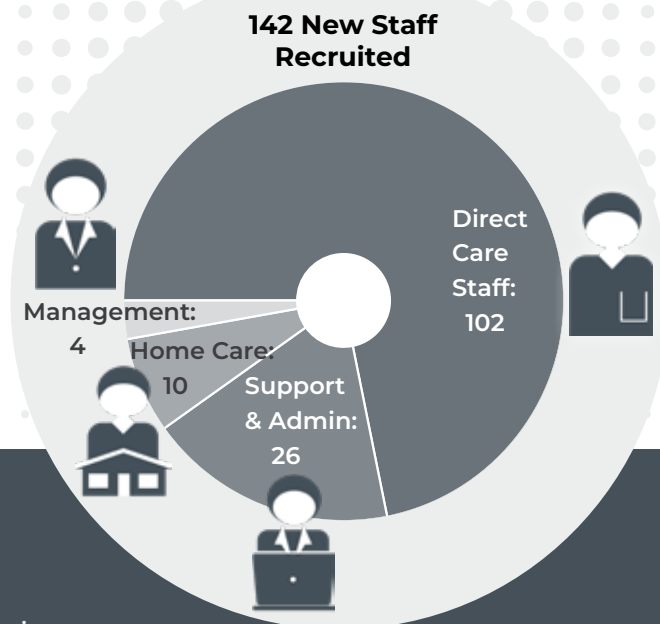 142 New Staff
Recruited
Direct
Care
Staff:
102
Management:
4
Home Care:
10
Support
& Admin:
26